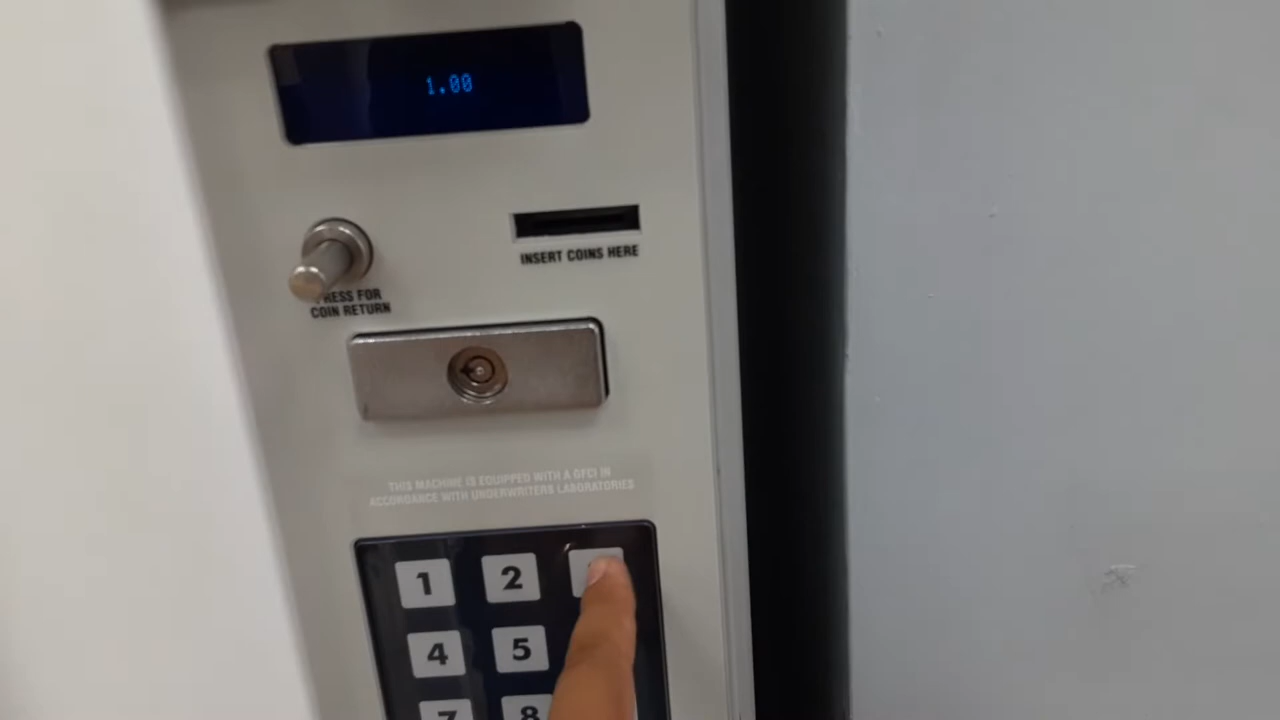 1.00
INSERT COINS HERE
PRESS FOR
COIN RETURN
THIS MACHINE IS EQUIPPED WITH A GFCI IN
ACCORDANCE WITH UNDERWRITERS LABORATORIES
1 2
4 5
7 8